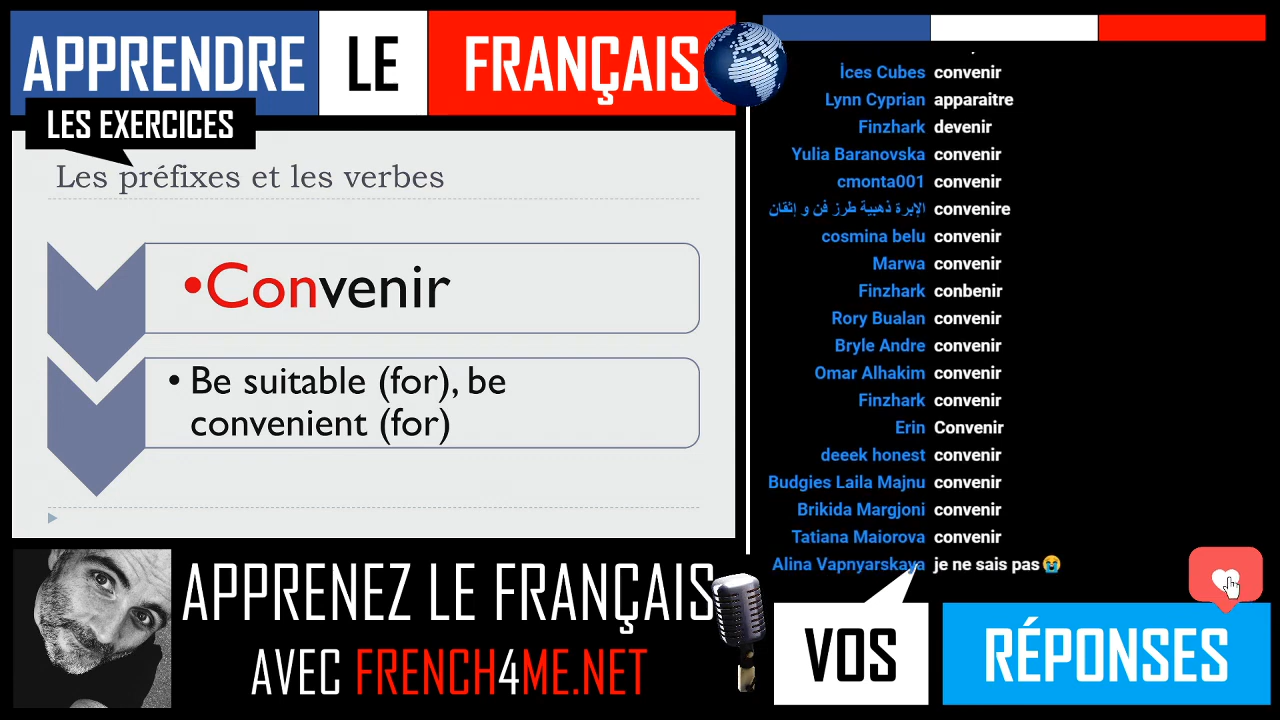 APPRENDRE LE FRANÇAIS
LES EXERCICES
Les préfixes et les verbes
•Convenir
• Be suitable (for), be
convenient (for)
APPRENEZ LE FRANÇAIS
AVEC FRENCH4ME.NET
İces Cubes convenir
Lynn Cyprian apparaitre
Finzhark devenir
Yulia Baranovska convenir
cmonta001 convenir
الإبرة ذهبية طرز فن و إتقان convenire
cosmina belu convenir
Marwa convenir
Finzhark conbenir
Rory Bualan convenir
Bryle Andre convenir
Omar Alhakim convenir
Finzhark convenir
Erin Convenir
deeek honest convenir
Budgies Laila Majnu convenir
Brikida Margjoni convenir
Tatiana Maiorova convenir
Alina Vapnyarskaya je ne sais pas😭
VOS RÉPONSES